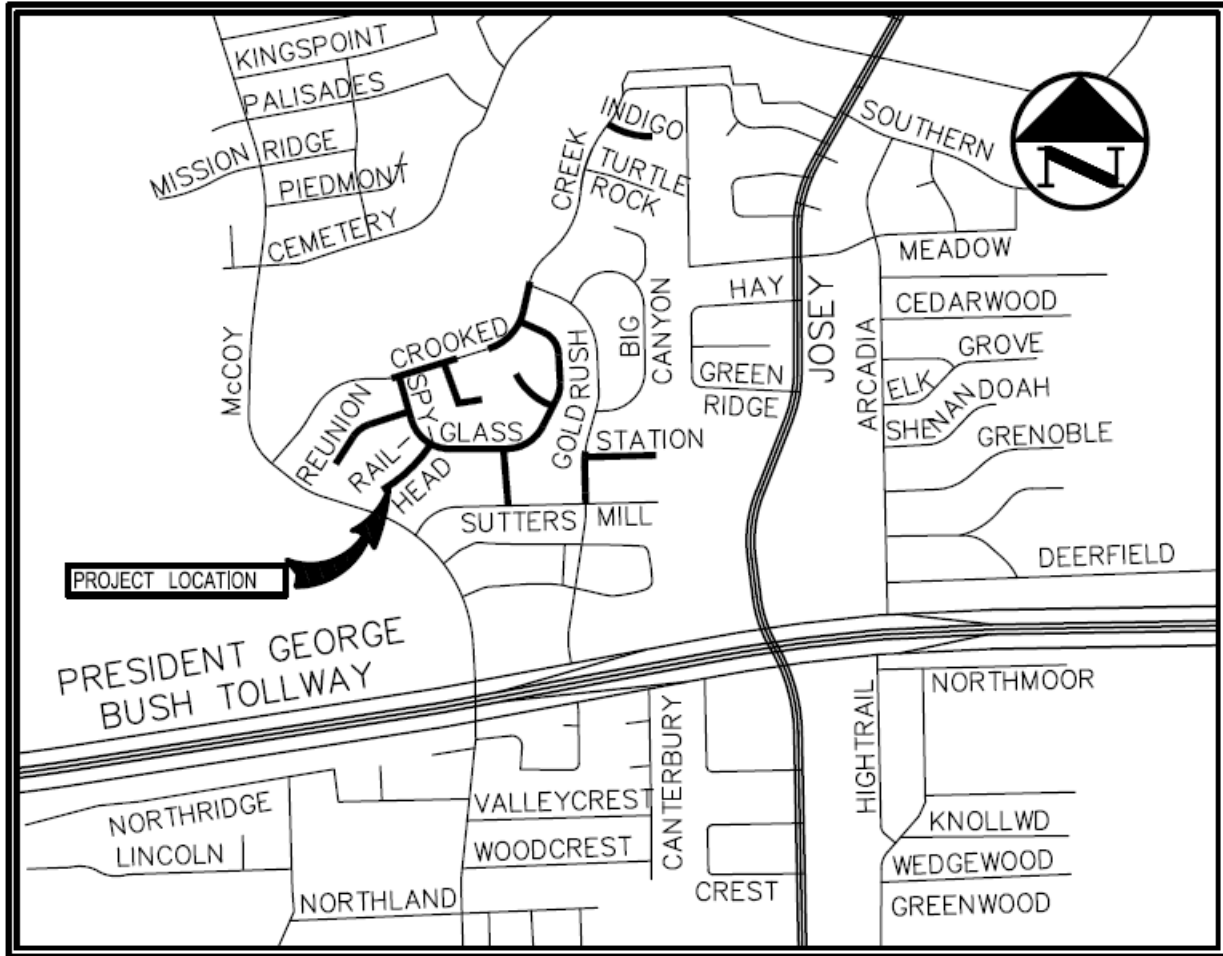 KINGSPOINT
PALISADES
MISSION RIDGE
PIEDMONT
CEMETERY
INDIGO
CREEK
TURTLE
ROCK
SOUTHERN
N
MEADOW
HAY
CEDARWOOD
McCOY
CROOKED
BIG
CANYON
JOSEY
ARCADIA
GROVE
ELK
SHENANDOAH
GRENOBLE
GREEN
RIDGE
REUNION
SPY-
GLASS
GOLD RUSH
STATION
RAIL-
HEAD
SUTTERS MILL
DEERFIELD
PROJECT LOCATION
PRESIDENT GEORGE
BUSH TOLLWAY
NORTHMOOR
CANTERBURY
HIGHTRAIL
NORTHRIDGE
LINCOLN
VALLEYCREST
WOODCREST
KNOLLWD
WEDGEWOOD
CREST
GREENWOOD
NORTHLAND